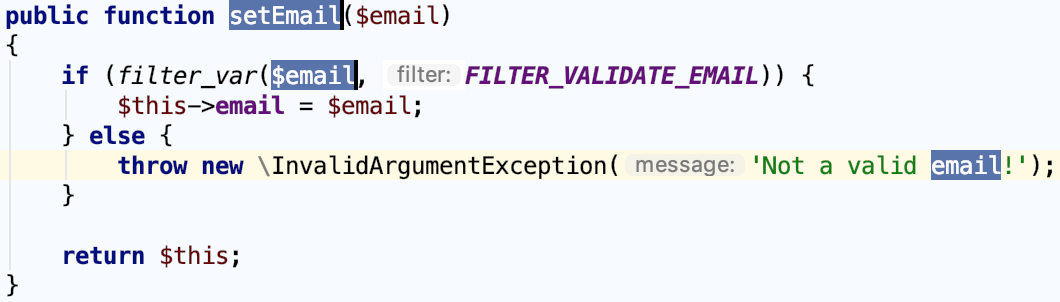 public function setEmail($email)
{
    if (filter_var($email, filter: FILTER_VALIDATE_EMAIL)) {
        $this->email = $email;
    } else {
        throw new \InvalidArgumentException( message: 'Not a valid email!');
    }

    return $this;
}